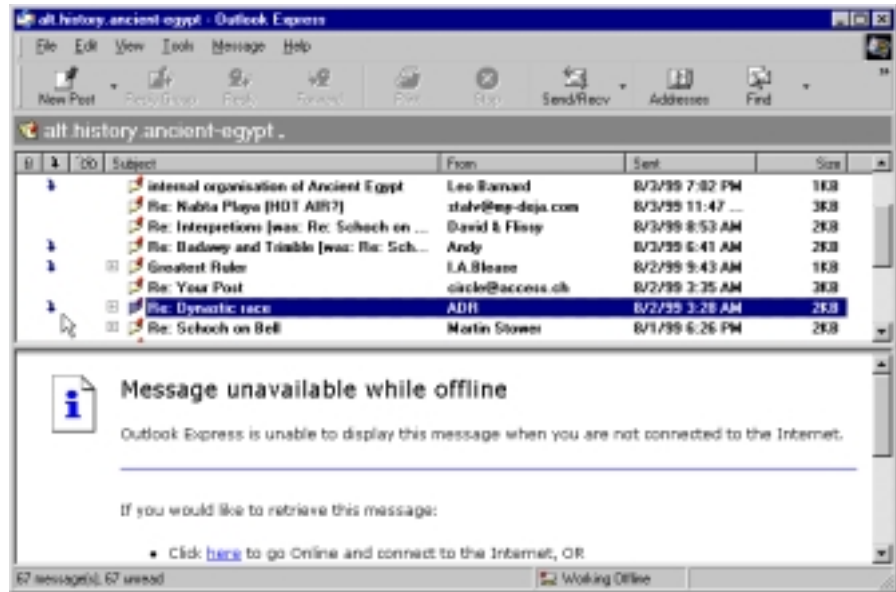 alt.history.ancient-egypt - Outlook Express
File Edit View Tools Message Help
New Post Reply Group Reply Forward Print Stop Send/Recv Addresses Find
alt.history.ancient-egypt
Subject From Sent Size
internal organisation of Ancient Egypt Leo Barnard 8/3/99 7:02 PM 1KB
Re: Nabta Playa (HOT AIR?) ztalv@my-deja.com 8/3/99 11:47 ... 3KB
Re: Interpretions [was: Re: Schoch on ... David & Flissy 8/3/99 8:53 AM 2KB
Re: Badawy and Trimble [was: Re: Sch... Andy 8/3/99 6:41 AM 2KB
Greatest Ruler I.A.Blease 8/2/99 9:43 AM 1KB
Re: Your Post circle@access.ch 8/2/99 3:35 AM 3KB
Re: Dynastic race ADR 8/2/99 3:28 AM 2KB
Re: Schoch on Bell Martin Stower 8/1/99 6:26 PM 2KB
Message unavailable while offline
Outlook Express is unable to display this message when you are not connected to the Internet.
If you would like to retrieve this message:
• Click here to go Online and connect to the Internet, OR
67 message(s), 67 unread Working Offline